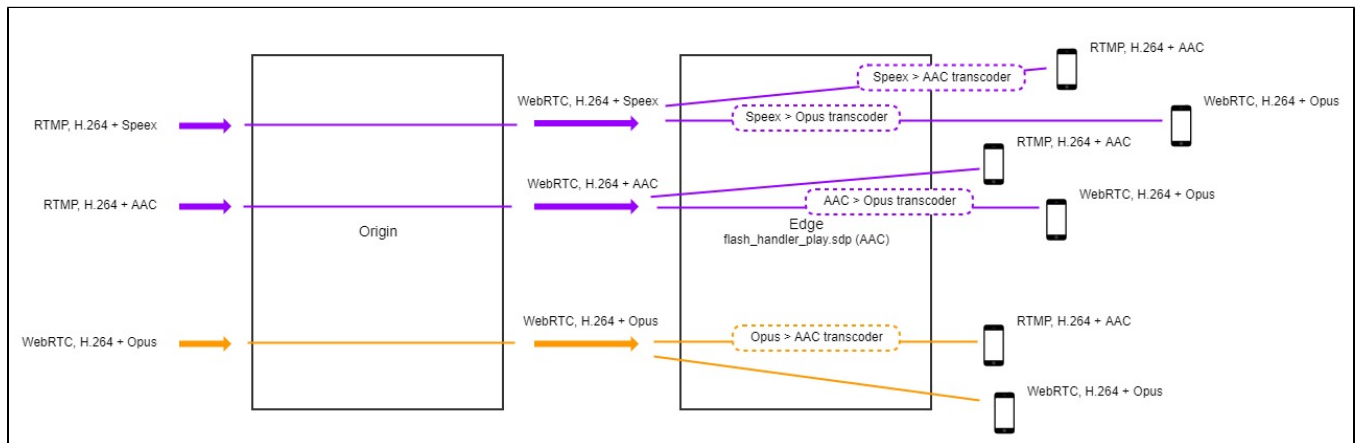 RTMP, H.264 + AAC
Speex > AAC transcoder
WebRTC, H.264 + Speex
WebRTC, H.264 + Opus
RTMP, H.264 + Speex
Speex > Opus transcoder
RTMP, H.264 + AAC
WebRTC, H.264 + AAC
WebRTC, H.264 + Opus
RTMP, H.264 + AAC
AAC > Opus transcoder
Origin
Edge
flash_handler_play.sdp (AAC)
WebRTC, H.264 + Opus
RTMP, H.264 + AAC
WebRTC, H.264 + Opus
Opus > AAC transcoder
WebRTC, H.264 + Opus